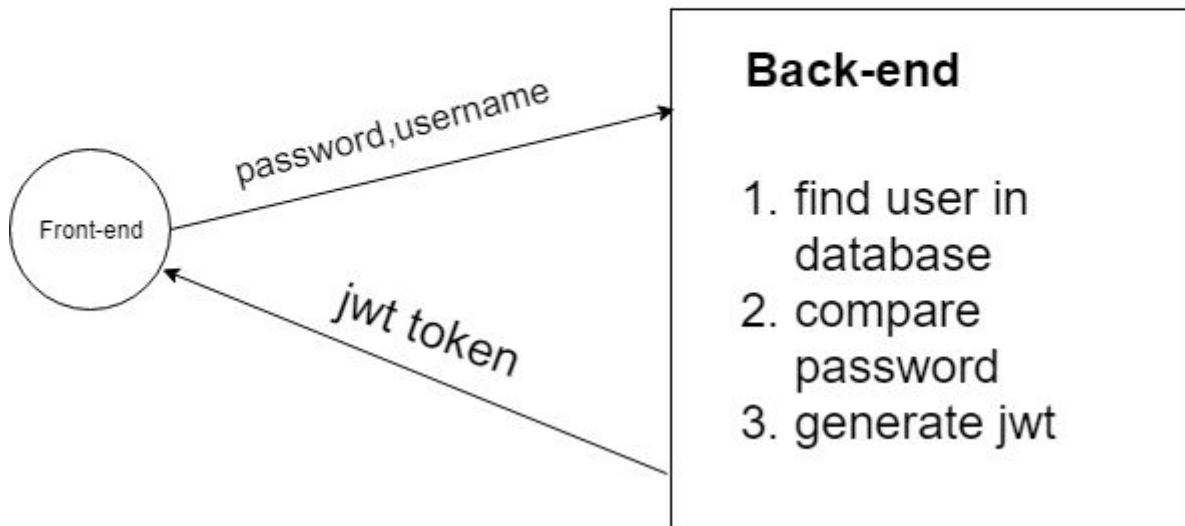 Front-end
password,username
jwt token
Back-end
1. find user in
database
2. compare
password
3. generate jwt